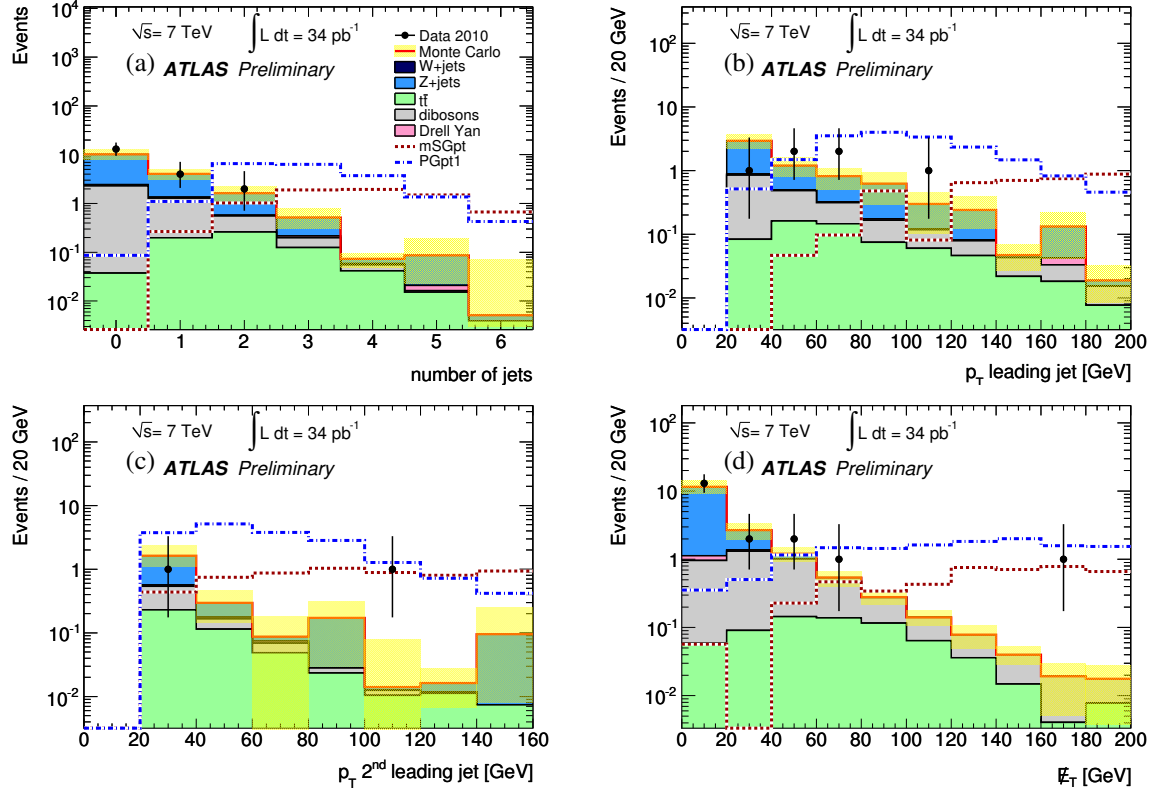 Events
√s= 7 TeV ∫L dt = 34 pb⁻¹
(a)
ATLAS Preliminary
Data 2010
Monte Carlo
W+jets
Z+jets
tt̄
dibosons
Drell Yan
mSGpt
PGpt1
10⁴
10³
10²
10
1
10⁻¹
10⁻²
0 1 2 3 4 5 6
number of jets
Events / 20 GeV
√s= 7 TeV ∫L dt = 34 pb⁻¹
(b)
ATLAS Preliminary
10²
10
1
10⁻¹
10⁻²
0 20 40 60 80 100 120 140 160 180 200
p_T leading jet [GeV]
Events / 20 GeV
√s= 7 TeV ∫L dt = 34 pb⁻¹
(c)
ATLAS Preliminary
10²
10
1
10⁻¹
10⁻²
0 20 40 60 80 100 120 140 160
p_T 2ⁿᵈ leading jet [GeV]
Events / 20 GeV
√s= 7 TeV ∫L dt = 34 pb⁻¹
(d)
ATLAS Preliminary
10²
10
1
10⁻¹
10⁻²
0 20 40 60 80 100 120 140 160 180 200
E̸_T [GeV]